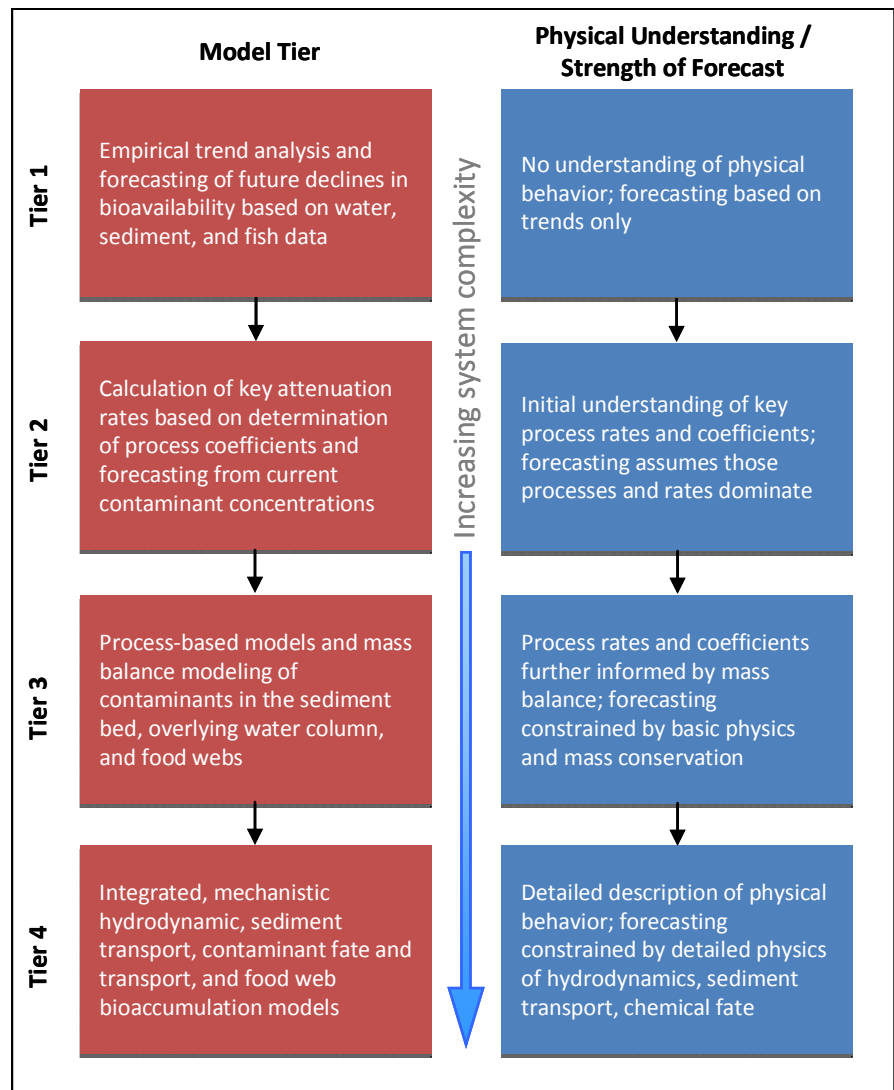 Model Tier
Physical Understanding /
Strength of Forecast
Tier 1
Empirical trend analysis and
forecasting of future declines in
bioavailability based on water,
sediment, and fish data
No understanding of physical
behavior; forecasting based on
trends only
Increasing system complexity
Tier 2
Calculation of key attenuation
rates based on determination
of process coefficients and
forecasting from current
contaminant concentrations
Initial understanding of key
process rates and coefficients;
forecasting assumes those
processes and rates dominate
Tier 3
Process-based models and mass
balance modeling of
contaminants in the sediment
bed, overlying water column,
and food webs
Process rates and coefficients
further informed by mass
balance; forecasting
constrained by basic physics
and mass conservation
Tier 4
Integrated, mechanistic
hydrodynamic, sediment
transport, contaminant fate and
transport, and food web
bioaccumulation models
Detailed description of physical
behavior; forecasting
constrained by detailed physics
of hydrodynamics, sediment
transport, chemical fate